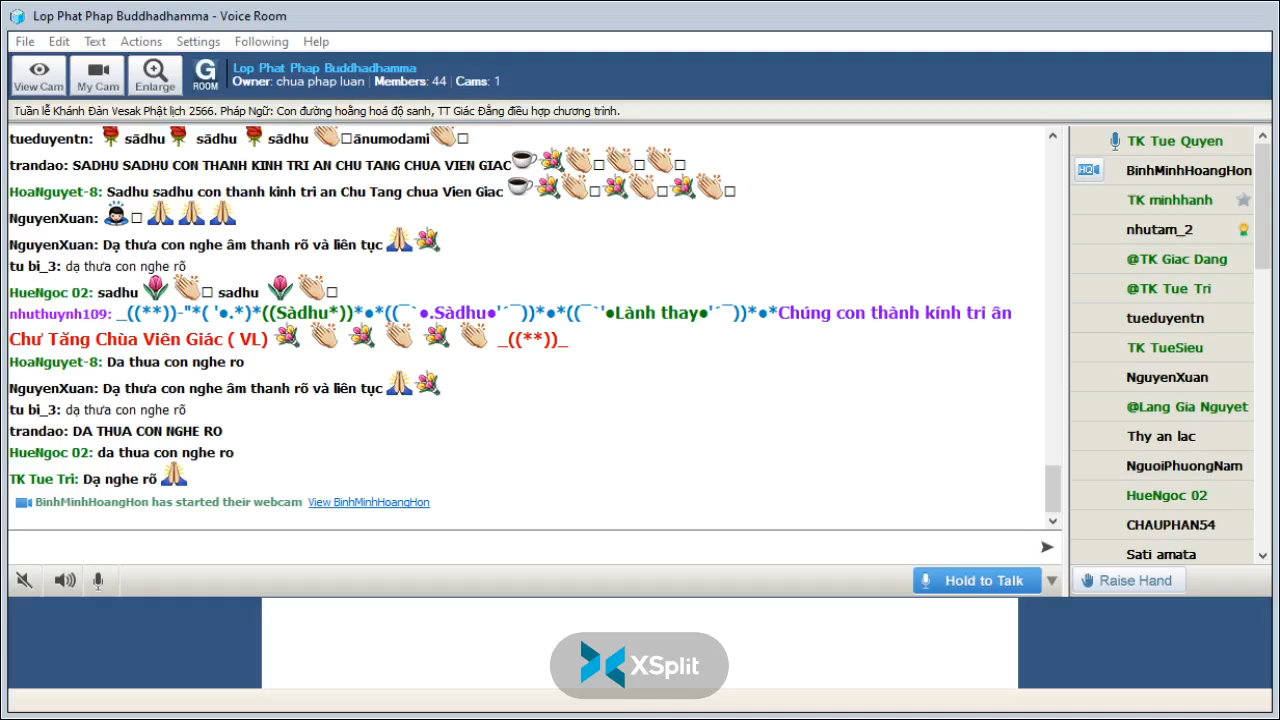 Lop Phat Phap Buddhadhamma - Voice Room
File Edit Text Actions Settings Following Help
View Cam My Cam Enlarge G ROOM
Lop Phat Phap Buddhadhamma
Owner: chua phap luan | Members: 44 | Cams: 1
Tuần lễ Khánh Đản Vesak Phật lịch 2566. Pháp Ngữ: Con đường hoằng hoá độ sanh, TT Giác Đẳng điều hợp chương trình.
tueduyentn: 🌹 sādhu🌹 sādhu🌹 sādhu 👏□ānumodami👏□
trandao: SADHU SADHU CON THANH KINH TRI AN CHU TANG CHUA VIEN GIAC☕💐👏□👏□👏□
HoaNguyet-8: Sadhu sadhu con thanh kinh tri an Chu Tang chua Vien Giac ☕💐👏□💐👏□💐👏□
NguyenXuan: 🙇□ 🙏🙏🙏
NguyenXuan: Dạ thưa con nghe âm thanh rõ và liên tục 🙏💐
tu bi_3: dạ thưa con nghe rõ
HueNgoc 02: sadhu 🌷👏□ sadhu 🌷👏□
nhuthuynh109: _((**))-"*( '●.*)*((Sàdhu*))*●*((¯`●.Sàdhu●'´¯))*●*((¯`'●Lành thay●'´¯))*●*Chúng con thành kính tri ân
Chư Tăng Chùa Viên Giác ( VL) 💐 👏 💐 👏 💐 👏 _((**))_
HoaNguyet-8: Da thua con nghe ro
NguyenXuan: Dạ thưa con nghe âm thanh rõ và liên tục 🙏💐
tu bi_3: dạ thưa con nghe rõ
trandao: DA THUA CON NGHE RO
HueNgoc 02: da thua con nghe ro
TK Tue Tri: Dạ nghe rõ 🙏
BinhMinhHoangHon has started their webcam View BinhMinhHoangHon
Hold to Talk
TK Tue Quyen
HQ BinhMinhHoangHon
TK minhhanh
nhutam_2
@TK Giac Dang
@TK Tue Tri
tueduyentn
TK TueSieu
NguyenXuan
@Lang Gia Nguyet
Thy an lac
NguoiPhuongNam
HueNgoc 02
CHAUPHAN54
Sati amata
Raise Hand
XSplit